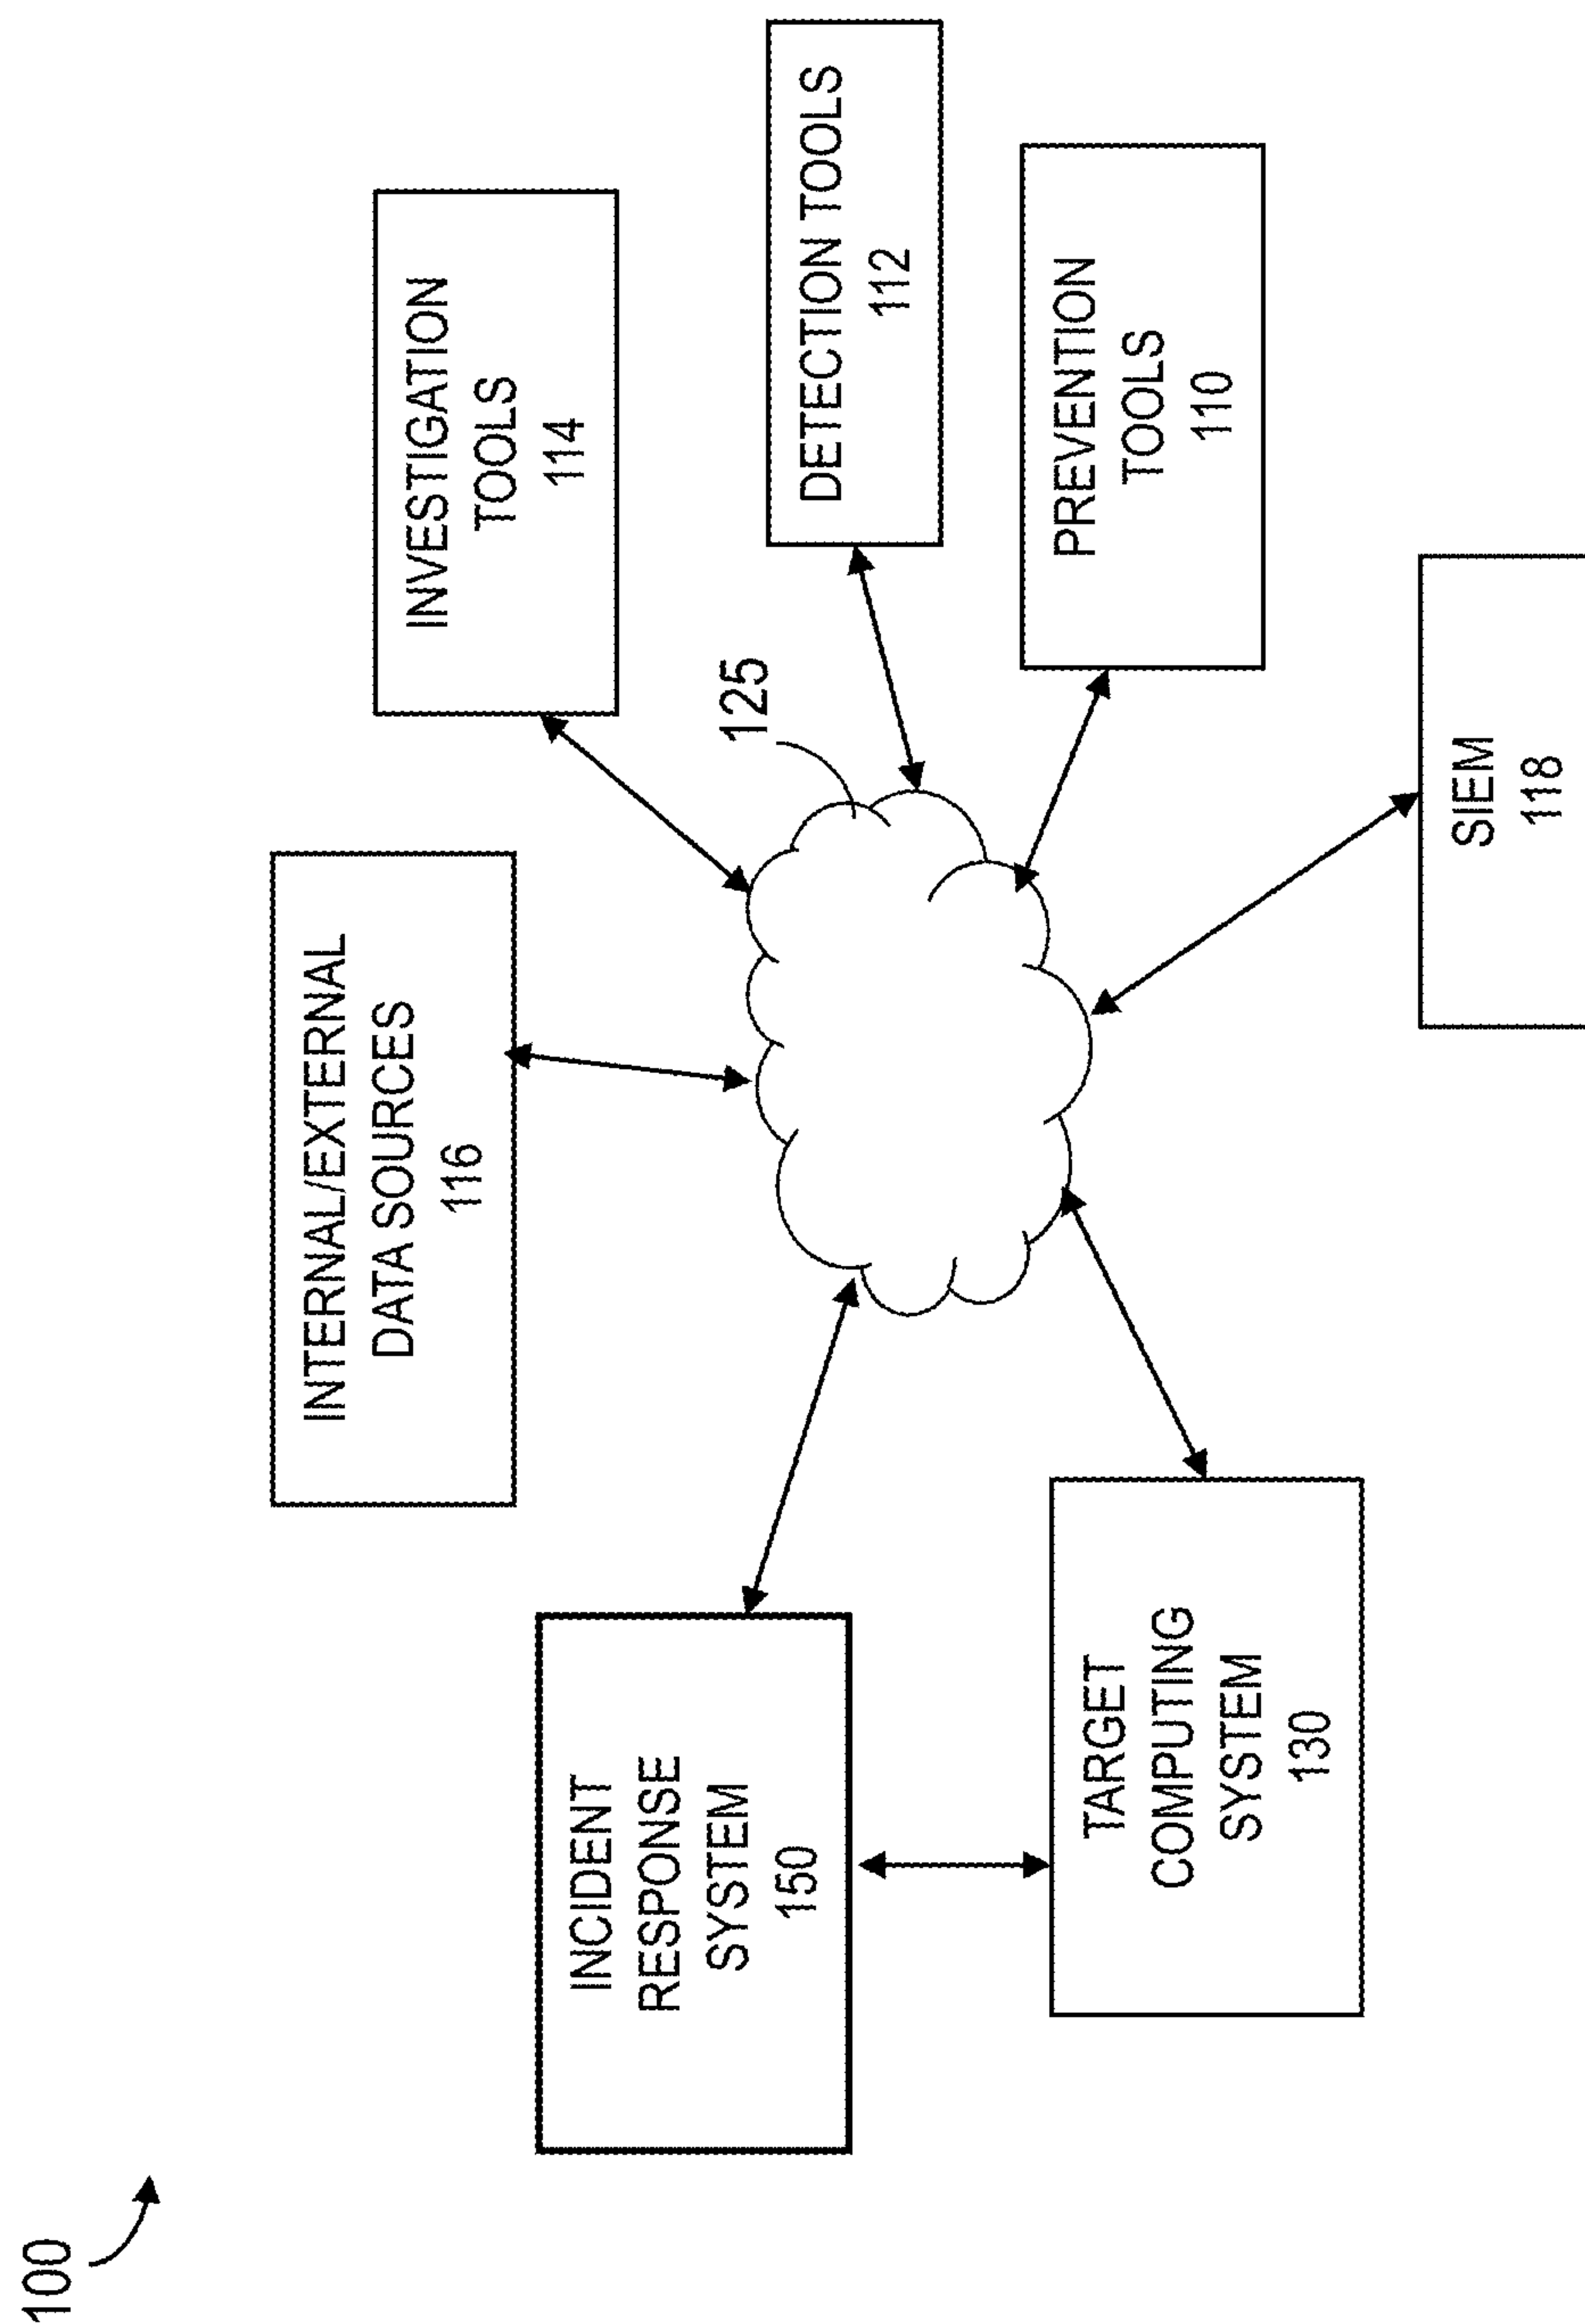 100
INTERNAL/EXTERNAL
DATA SOURCES
116
INVESTIGATION
TOOLS
114
INCIDENT
RESPONSE
SYSTEM
150
125
DETECTION TOOLS
112
TARGET
COMPUTING
SYSTEM
130
PREVENTION
TOOLS
110
SIEM
118